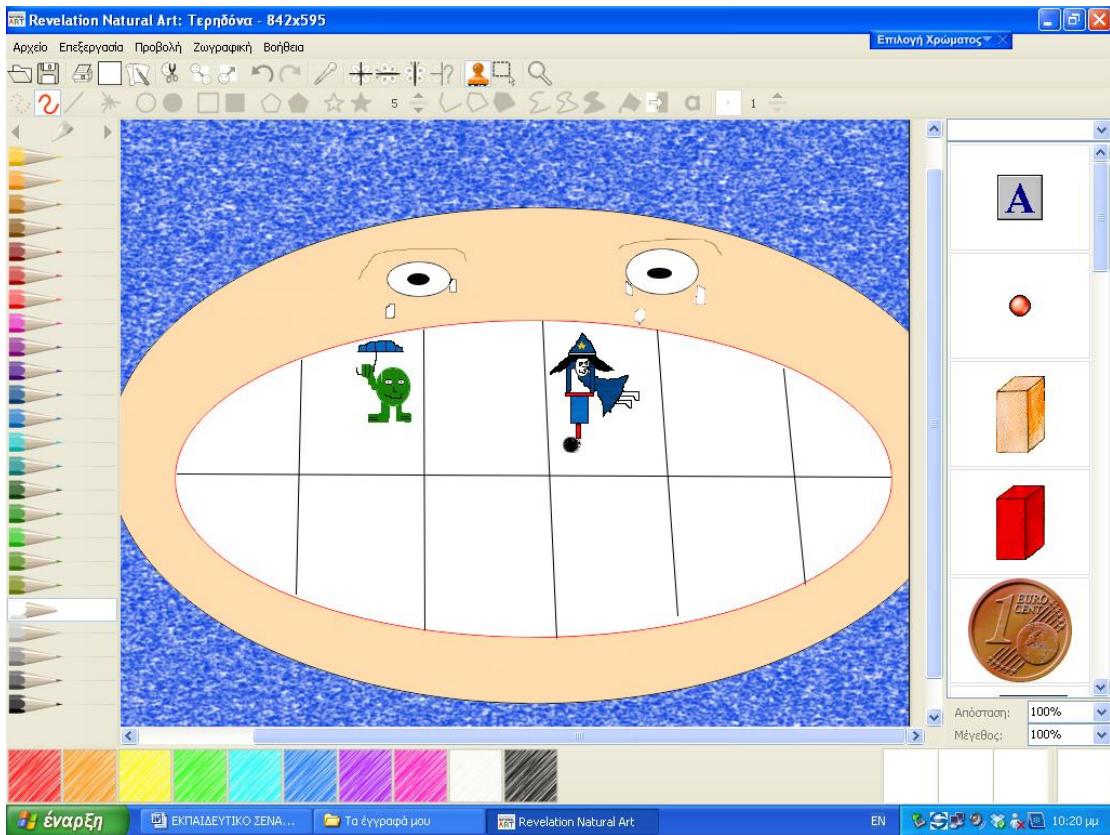 Revelation Natural Art: Τερηδόνα - 842x595
Αρχείο Επεξεργασία Προβολή Ζωγραφική Βοήθεια
Επιλογή Χρώματος
5
a
1
A
1 EURO CENT
Απόσταση: 100%
Μέγεθος: 100%
έναρξη
ΕΚΠΑΙΔΕΥΤΙΚΟ ΣΕΝΑ...
Τα έγγραφά μου
Revelation Natural Art
EN
10:20 μμ